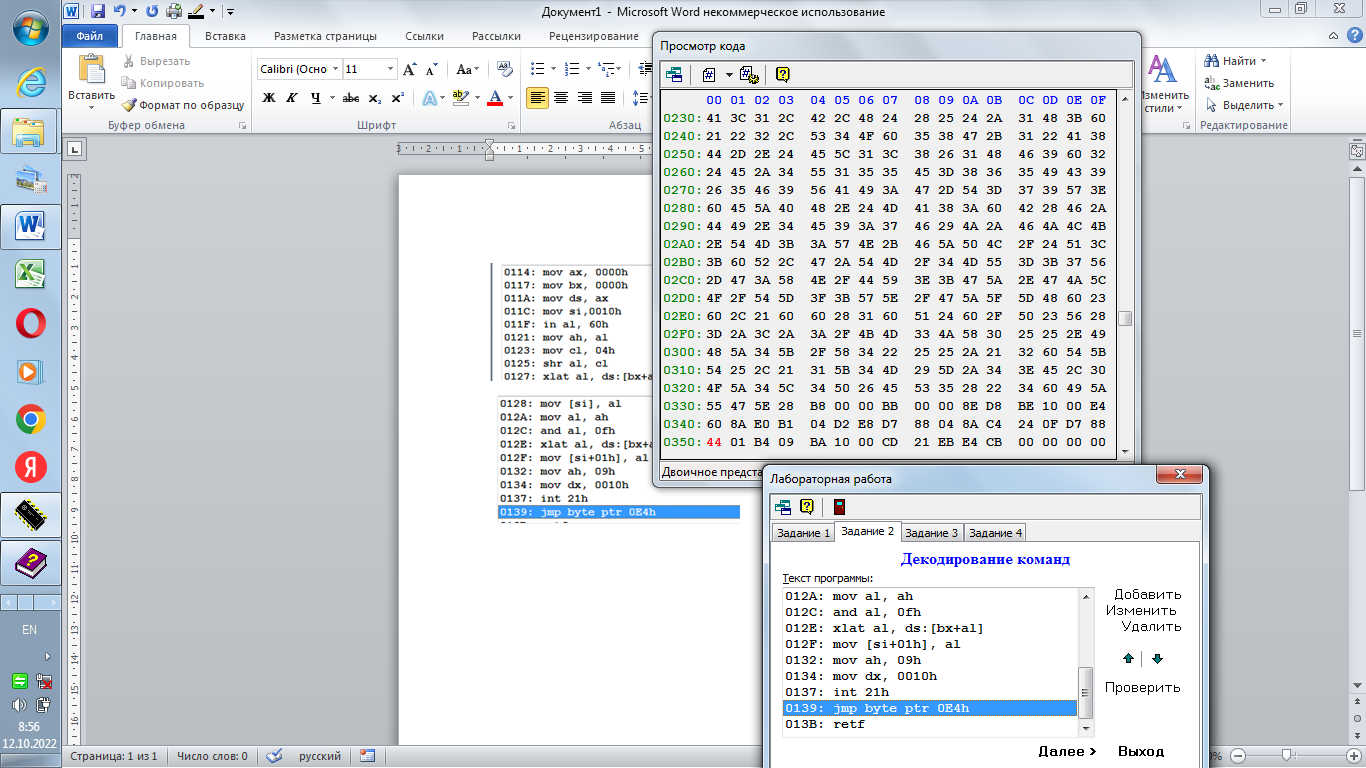 Документ1 - Microsoft Word некоммерческое использование
Файл Главная Вставка Разметка страницы Ссылки Рассылки Рецензирование
Вставить
Вырезать
Копировать
Формат по образцу
Буфер обмена
Calibri (Осно 11
Ж К Ч abc x₂ x² A A
Шрифт
Абзац
Изменить стили
Найти
Заменить
Выделить
Редактирование
3 2 1 1 2 3 4 5
0114: mov ax, 0000h
0117: mov bx, 0000h
011A: mov ds, ax
011C: mov si,0010h
011F: in al, 60h
0121: mov ah, al
0123: mov cl, 04h
0125: shr al, cl
0127: xlat al, ds:[bx+a
0128: mov [si], al
012A: mov al, ah
012C: and al, 0fh
012E: xlat al, ds:[bx+a
012F: mov [si+01h], al
0132: mov ah, 09h
0134: mov dx, 0010h
0137: int 21h
0139: jmp byte ptr 0E4h
Просмотр кода
00 01 02 03 04 05 06 07 08 09 0A 0B 0C 0D 0E 0F
0230: 41 3C 31 2C 42 2C 48 24 28 25 24 2A 31 48 3B 60
0240: 21 22 32 2C 53 34 4F 60 35 38 47 2B 31 22 41 38
0250: 44 2D 2E 24 45 5C 31 3C 38 26 31 48 46 39 60 32
0260: 24 45 2A 34 55 31 35 35 45 3D 38 36 35 49 43 39
0270: 26 35 46 39 56 41 49 3A 47 2D 54 3D 37 39 57 3E
0280: 60 45 5A 40 48 2E 24 4D 41 38 3A 60 42 28 46 2A
0290: 44 49 2E 34 45 39 3A 37 46 29 4A 2A 46 4A 4C 4B
02A0: 2E 54 4D 3B 3A 57 4E 2B 46 5A 50 4C 2F 24 51 3C
02B0: 3B 60 52 2C 47 2A 54 4D 2F 34 4D 55 3D 3B 37 56
02C0: 2D 47 3A 58 4E 2F 44 59 3E 3B 47 5A 2E 47 4A 5C
02D0: 4F 2F 54 5D 3F 3B 57 5E 2F 47 5A 5F 5D 48 60 23
02E0: 60 2C 21 60 60 28 31 60 51 24 60 2F 50 23 56 28
02F0: 3D 2A 3C 2A 3A 2F 4B 4D 33 4A 58 30 25 25 2E 49
0300: 48 5A 34 5B 2F 58 34 22 25 25 2A 21 32 60 54 5B
0310: 54 25 2C 21 31 5B 34 4D 29 5D 2A 34 3E 45 2C 30
0320: 4F 5A 34 5C 34 50 26 45 53 35 28 22 34 60 49 5A
0330: 55 47 5E 28 B8 00 00 BB 00 00 8E D8 BE 10 00 E4
0340: 60 8A E0 B1 04 D2 E8 D7 88 04 8A C4 24 0F D7 88
0350: 44 01 B4 09 BA 10 00 CD 21 EB E4 CB 00 00 00 00
Двоичное предста
Лабораторная работа
Задание 1 Задание 2 Задание 3 Задание 4
Декодирование команд
Текст программы:
012A: mov al, ah
012C: and al, 0fh
012E: xlat al, ds:[bx+al]
012F: mov [si+01h], al
0132: mov ah, 09h
0134: mov dx, 0010h
0137: int 21h
0139: jmp byte ptr 0E4h
013B: retf
Добавить
Изменить
Удалить
Проверить
Далее > Выход
EN
8:56
12.10.2022
Страница: 1 из 1 Число слов: 0 русский